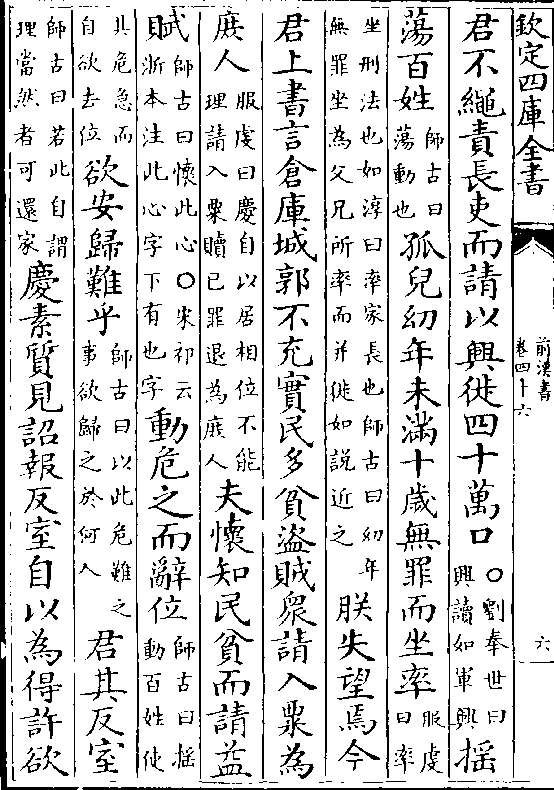 欽定四庫全書
前漢書
卷四十六
六
君不繩責長吏而請以興徙四十萬口○劉奉世曰興讀如軍興揺
蕩百姓師古曰蕩動也孤兒幼年未滿十歲無罪而坐率服虔曰率
坐刑法也如淳曰率家長也師古曰幼年無罪坐為父兄所率而并徙如說近之朕失望焉今
君上書言倉庫城郭不充實民多貧盗賊眾請入粟為
庶人服虔曰慶自以居相位不能理請入粟贖已罪退為庶人夫懷知民貧而請益
賦師古曰懷此心○宋祁云浙本注此心字下有也字動危之而辭位師古曰揺動百姓使
其危急而自欲去位欲安歸難乎師古曰以此危難之事欲歸之於何人君其反室
師古曰若此自謂理當然者可還家慶素質見詔報反室自以為得許欲